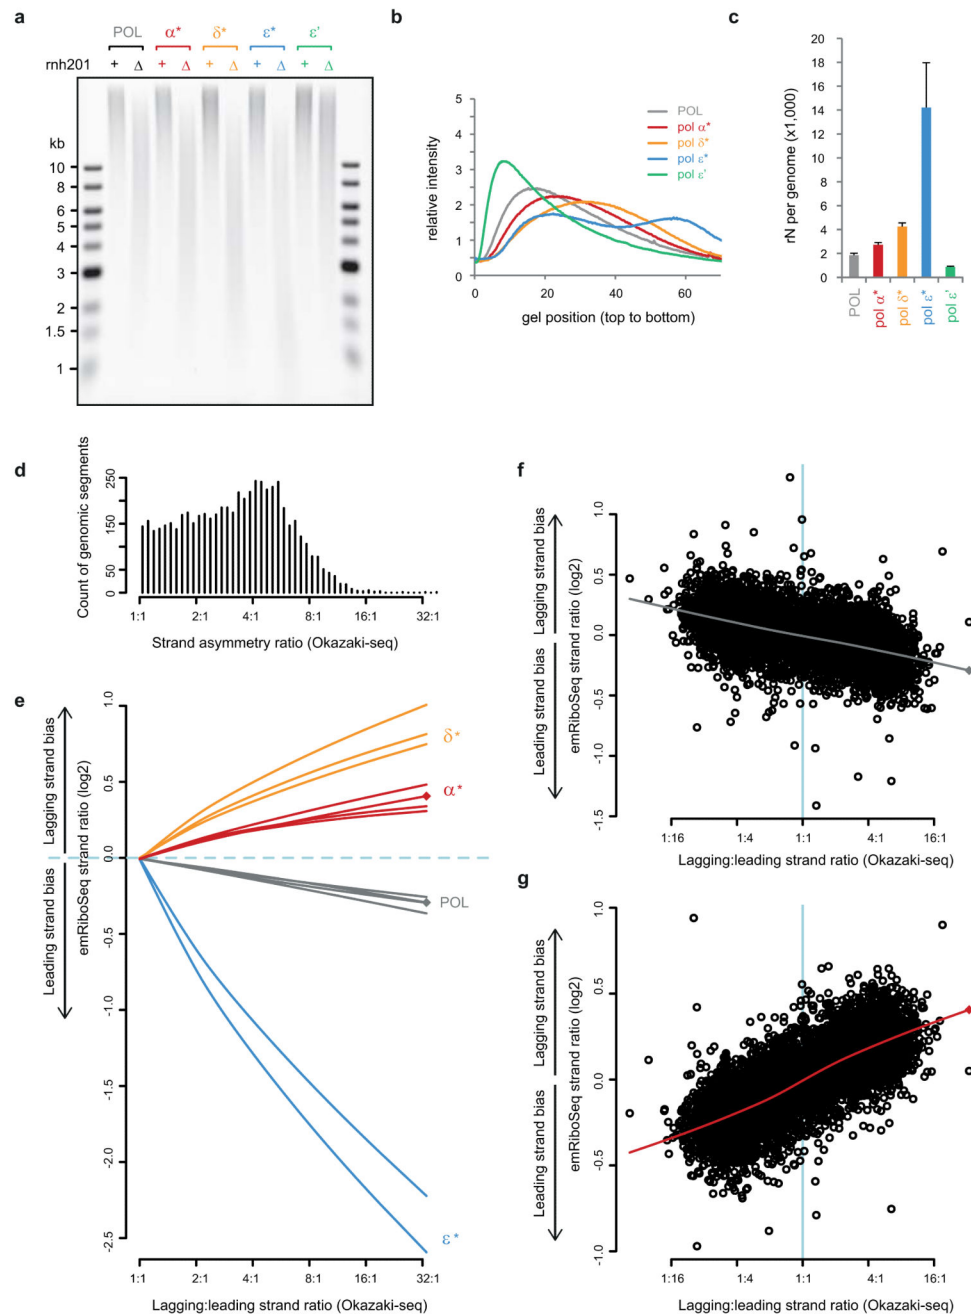 a
POL α* δ* ε* ε'
rnh201 + Δ + Δ + Δ + Δ + Δ
kb
10
8
6
5
4
3
2
1.5
1
b
5
4
3
2
1
0
relative intensity
POL
pol α*
pol δ*
pol ε*
pol ε'
0 20 40 60
gel position (top to bottom)
c
20
18
16
14
12
10
8
6
4
2
0
rN per genome (x1,000)
POL
pol α*
pol δ*
pol ε*
pol ε'
d
Count of genomic segments
250
150
50
0
1:1 2:1 4:1 8:1 16:1 32:1
Strand asymmetry ratio (Okazaki-seq)
e
Lagging strand bias
Leading strand bias
emRiboSeq strand ratio (log2)
1.0
0.5
0.0
-0.5
-1.0
-1.5
-2.0
-2.5
δ*
α*
POL
ε*
1:1 2:1 4:1 8:1 16:1 32:1
Lagging:leading strand ratio (Okazaki-seq)
f
Lagging strand bias
Leading strand bias
emRiboSeq strand ratio (log2)
1.0
0.5
0.0
-0.5
-1.0
-1.5
1:16 1:4 1:1 4:1 16:1
Lagging:leading strand ratio (Okazaki-seq)
g
Lagging strand bias
Leading strand bias
emRiboSeq strand ratio (log2)
1.0
0.5
0.0
-0.5
-1.0
1:16 1:4 1:1 4:1 16:1
Lagging:leading strand ratio (Okazaki-seq)